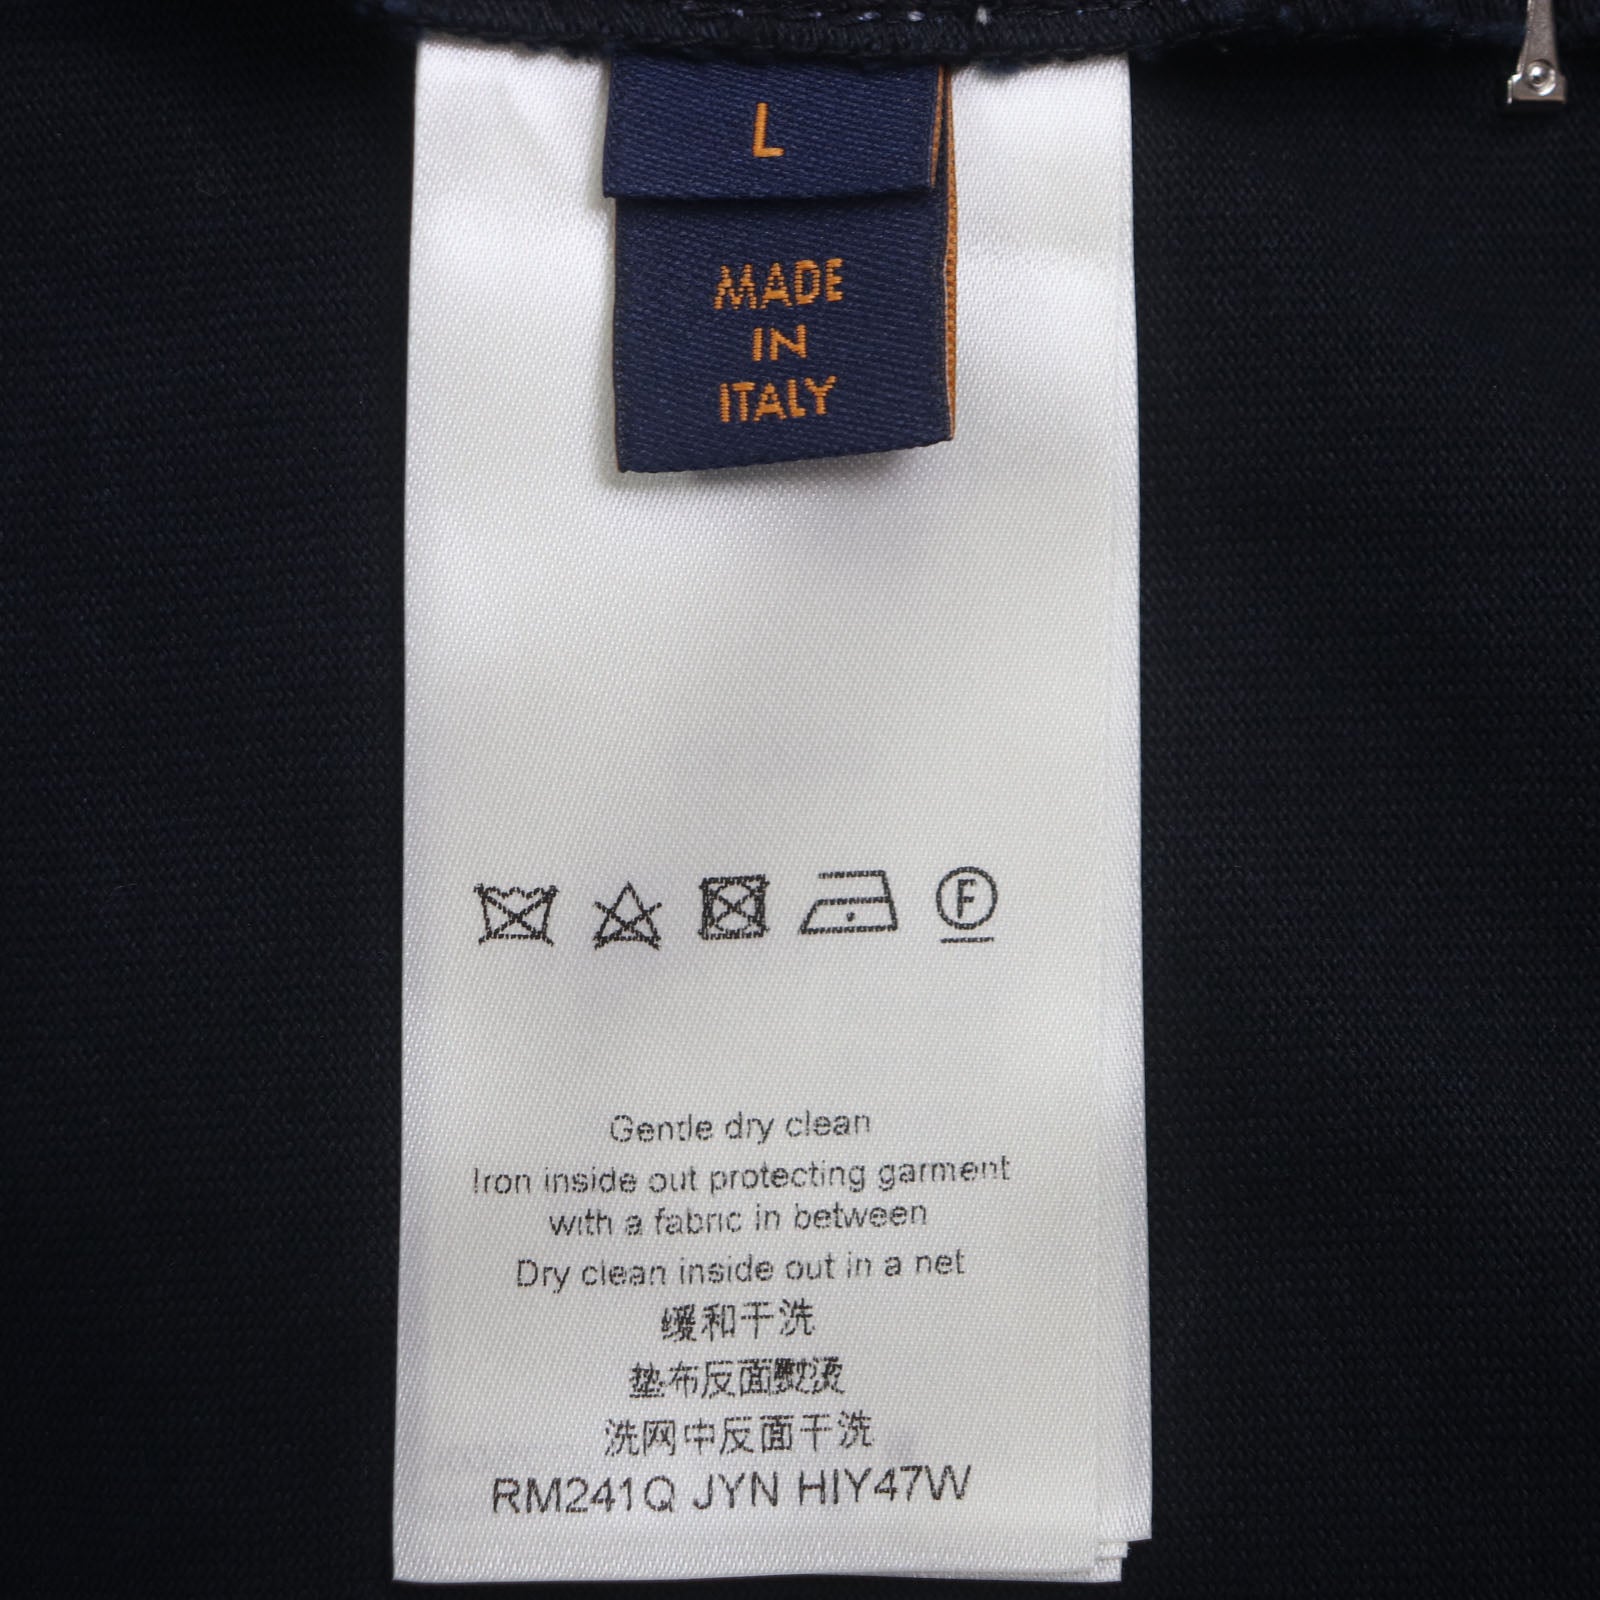 L
MADE
IN
ITALY
F
Gentle dry clean
Iron inside out protecting garment
with a fabric in between
Dry clean inside out in a net
缓和干洗
垫布反面熨烫
洗网中反面干洗
RM241Q JYN HIY47W